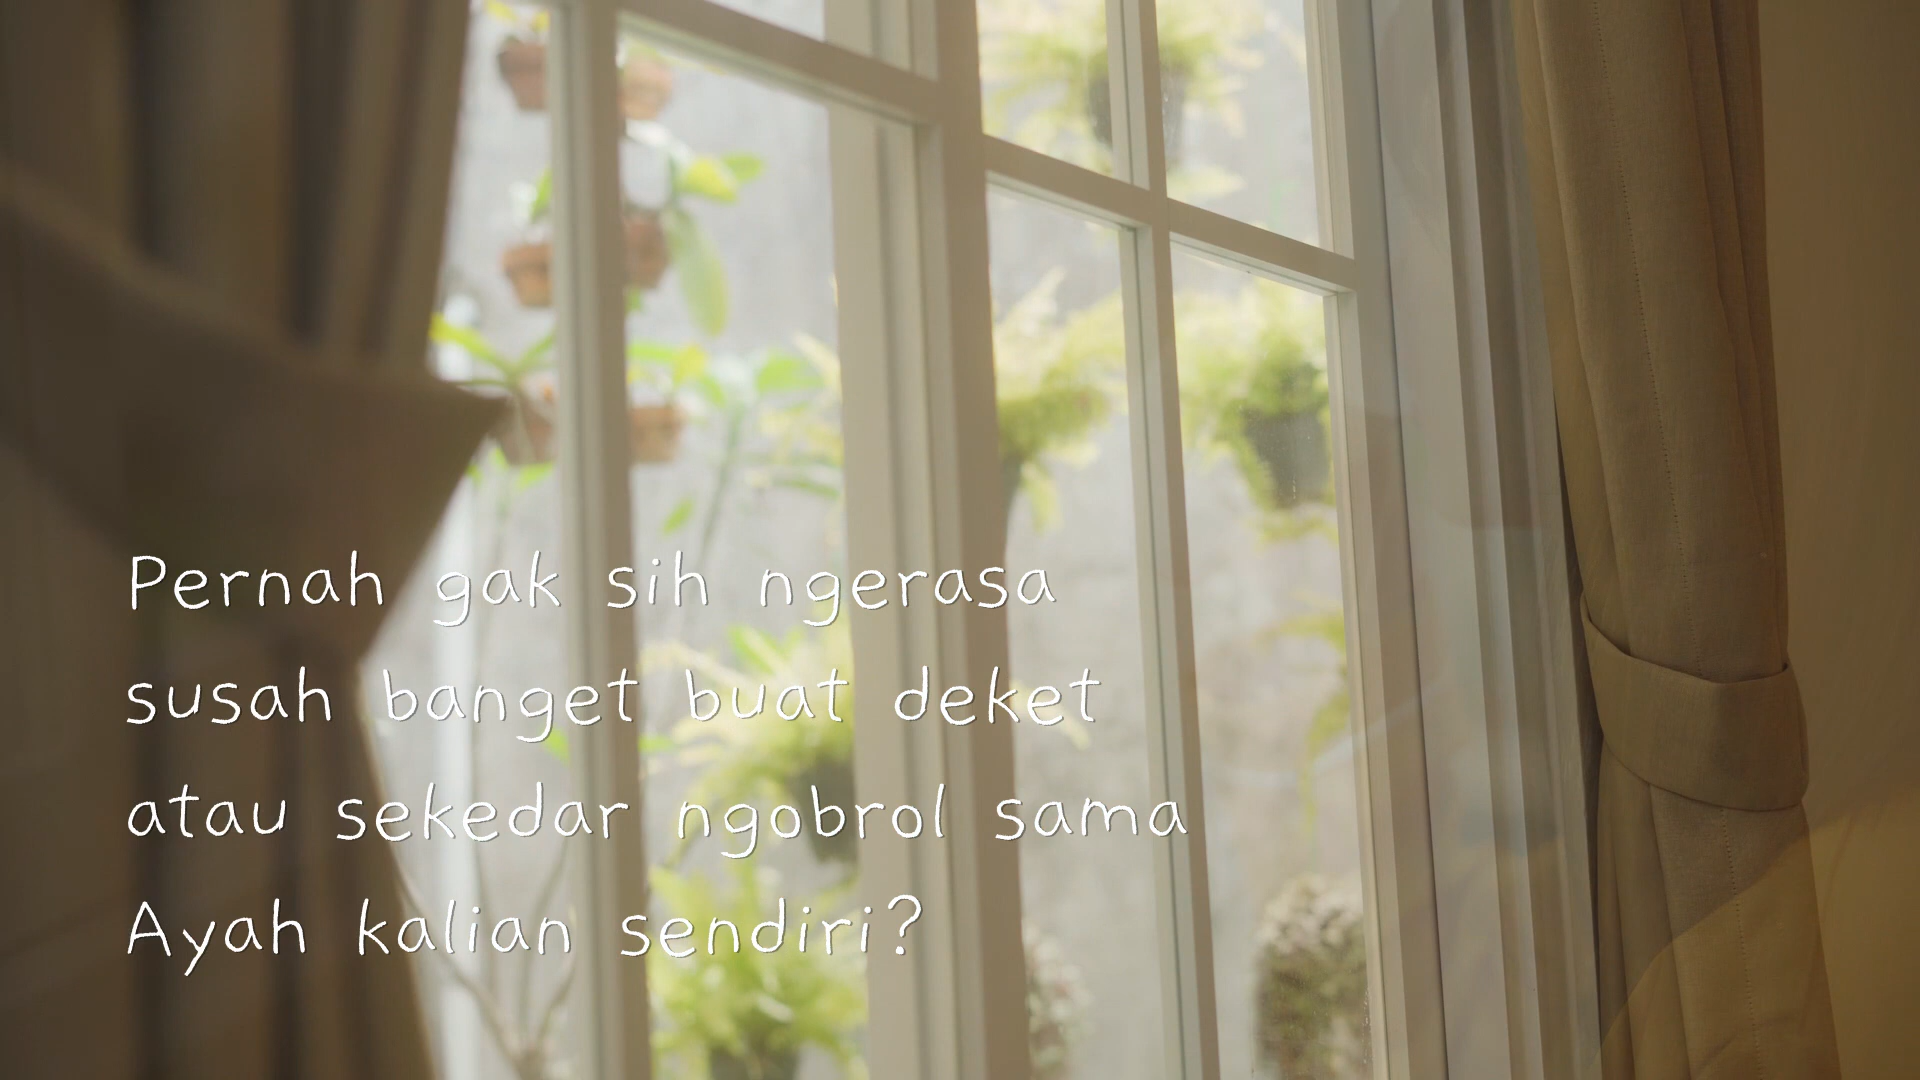 Pernah gak sih ngerasa
susah banget buat deket
atau sekedar ngobrol sama
Ayah kalian sendiri?